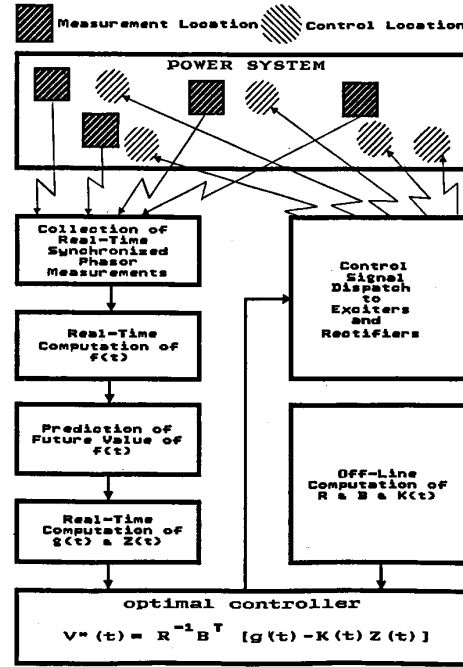 Measurement Location
Control Location
POWER SYSTEM
Collection of
Real-Time
Synchronized
Phasor
Measurements
Real-Time
Computation of
f(t)
Prediction of
Future Value of
f(t)
Real-Time
Computation of
g(t) & Z(t)
Control
Signal
Dispatch
to
Exciters
and
Rectifiers
Off-Line
Computation of
R & B & K(t)
optimal controller
V*(t) = R⁻¹Bᵀ [g(t)-K(t)Z(t)]